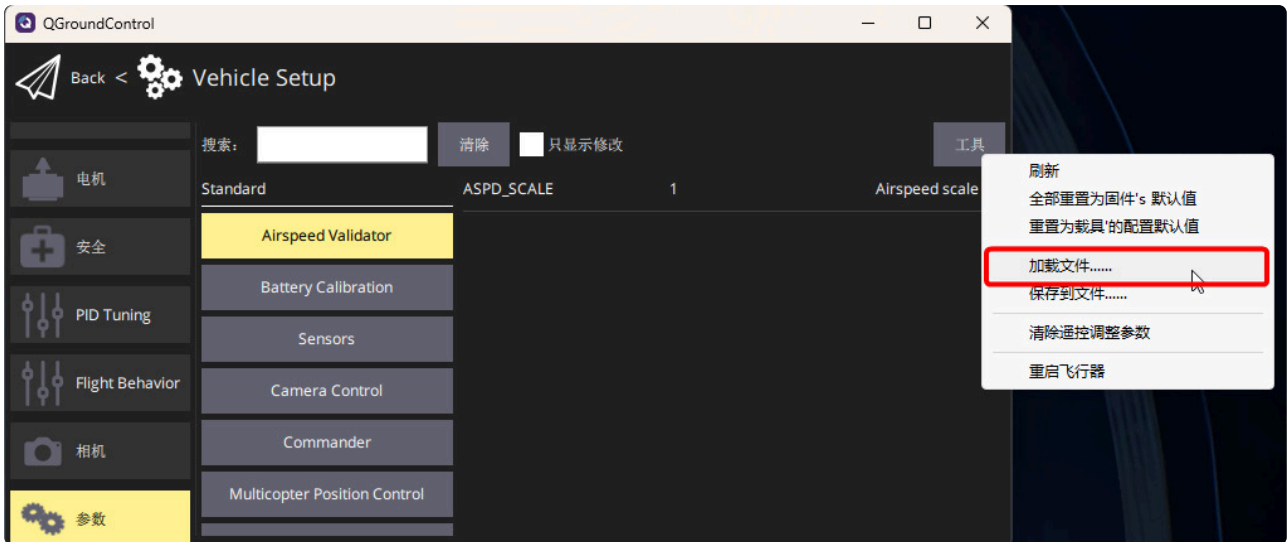 QGroundControl
Back < Vehicle Setup
搜索： 清除 只显示修改 工具
电机
安全
PID Tuning
Flight Behavior
相机
参数
Standard
Airspeed Validator
Battery Calibration
Sensors
Camera Control
Commander
Multicopter Position Control
ASPD_SCALE 1 Airspeed scale
刷新
全部重置为固件's 默认值
重置为载具'的配置默认值
加载文件......
保存到文件......
清除遥控调整参数
重启飞行器